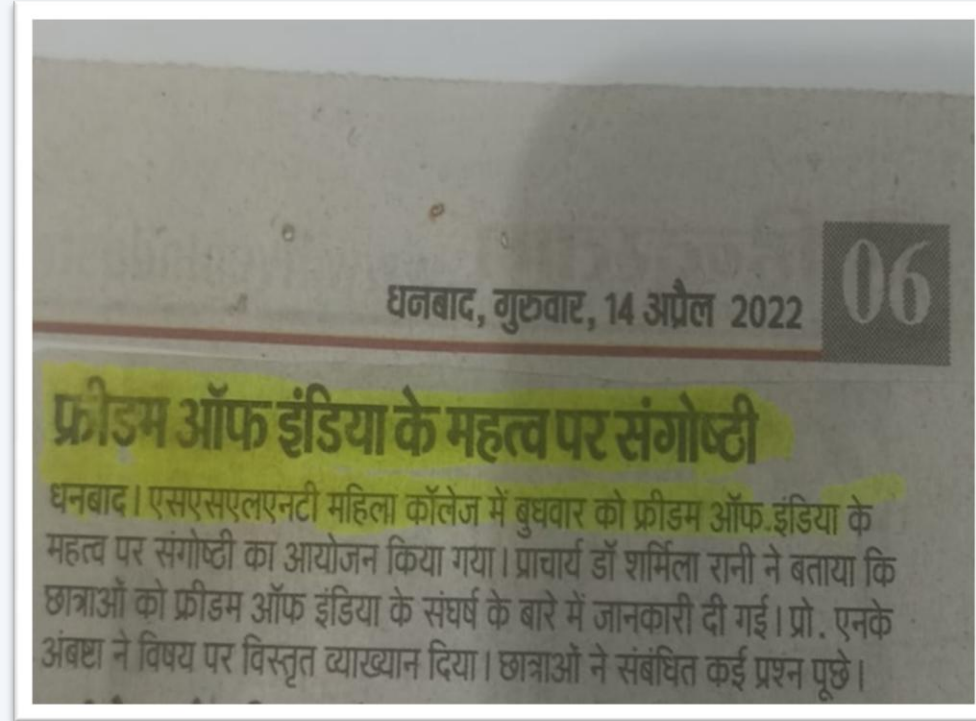 06
धनबाद, गुरुवार, 14 अप्रैल 2022
फ्रीडम ऑफ इंडिया के महत्व पर संगोष्ठी
धनबाद। एसएसएलएनटी महिला कॉलेज में बुधवार को फ्रीडम ऑफ इंडिया के
महत्व पर संगोष्ठी का आयोजन किया गया। प्राचार्य डॉ शर्मिला रानी ने बताया कि
छात्राओं को फ्रीडम ऑफ इंडिया के संघर्ष के बारे में जानकारी दी गई। प्रो. एनके
अंबष्टा ने विषय पर विस्तृत व्याख्यान दिया। छात्राओं ने संबंधित कई प्रश्न पूछे।